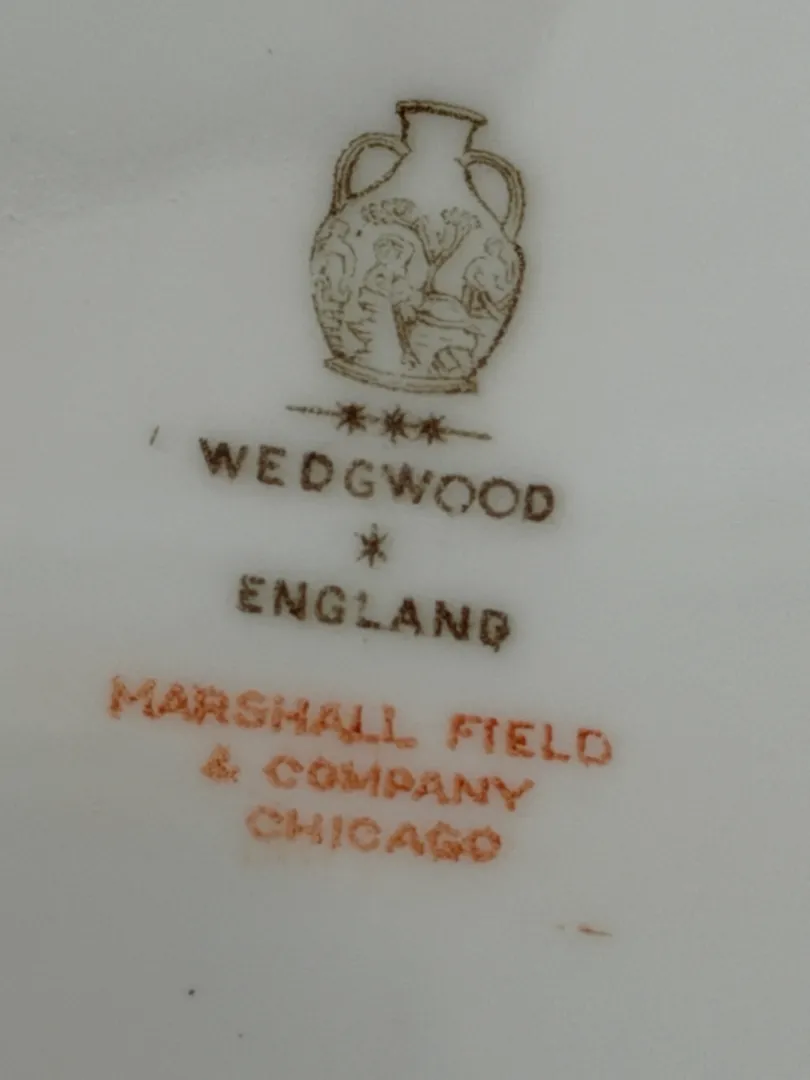 WEDGWOOD
ENGLAND
MARSHALL FIELD
& COMPANY
CHICAGO